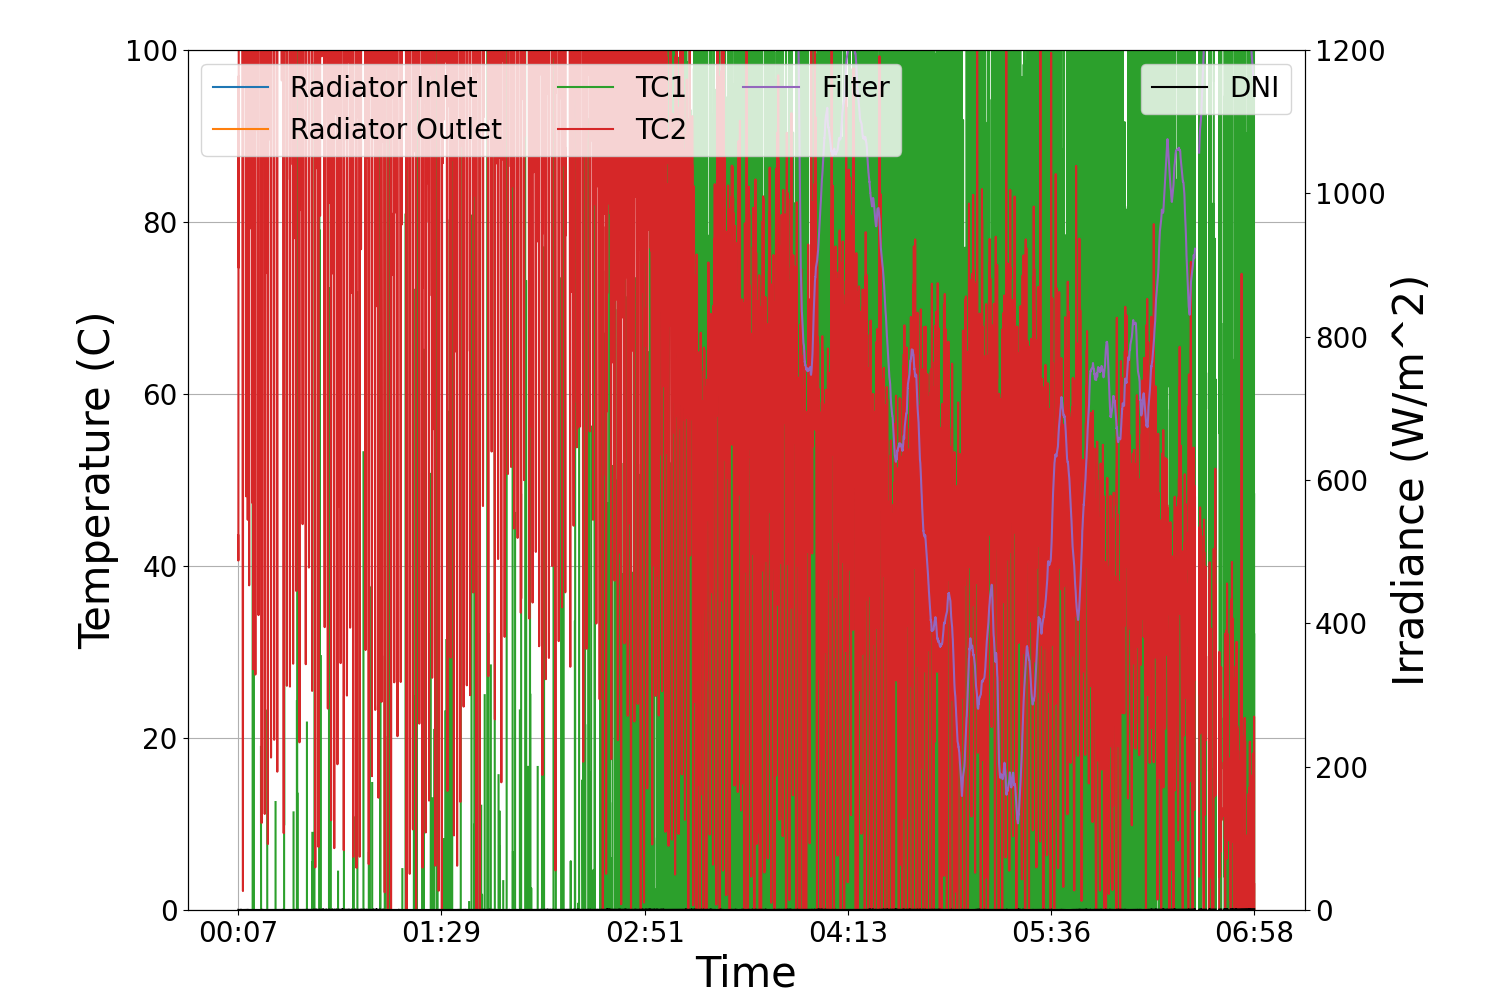 100
80
60
40
20
0
Temperature (C)
Radiator Inlet
Radiator Outlet
TC1
TC2
Filter
DNI
1200
1000
800
600
400
200
0
Irradiance (W/m^2)
00:07
01:29
02:51
04:13
05:36
06:58
Time